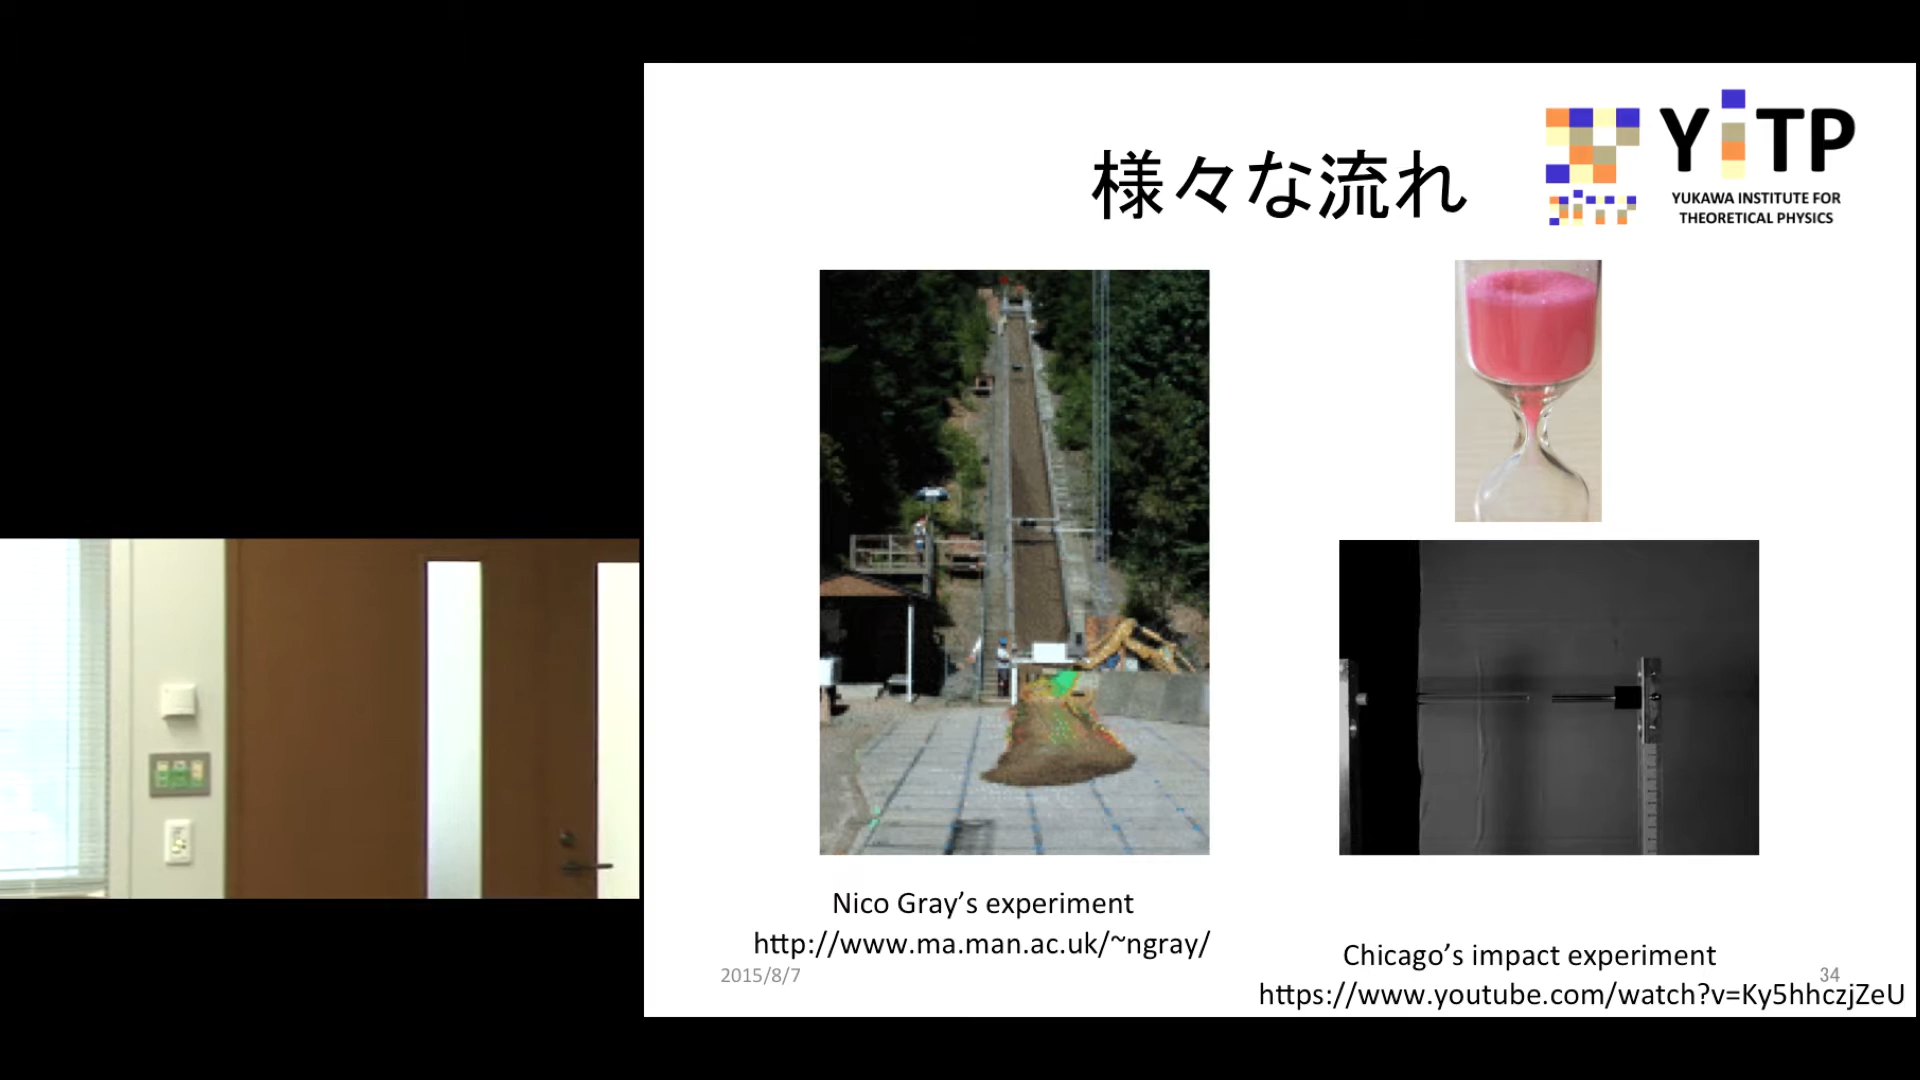 様々な流れ
YiTP
YUKAWA INSTITUTE FOR
THEORETICAL PHYSICS
Nico Gray’s experiment
http://www.ma.man.ac.uk/~ngray/
Chicago’s impact experiment
https://www.youtube.com/watch?v=Ky5hhczjZeU
2015/8/7
34